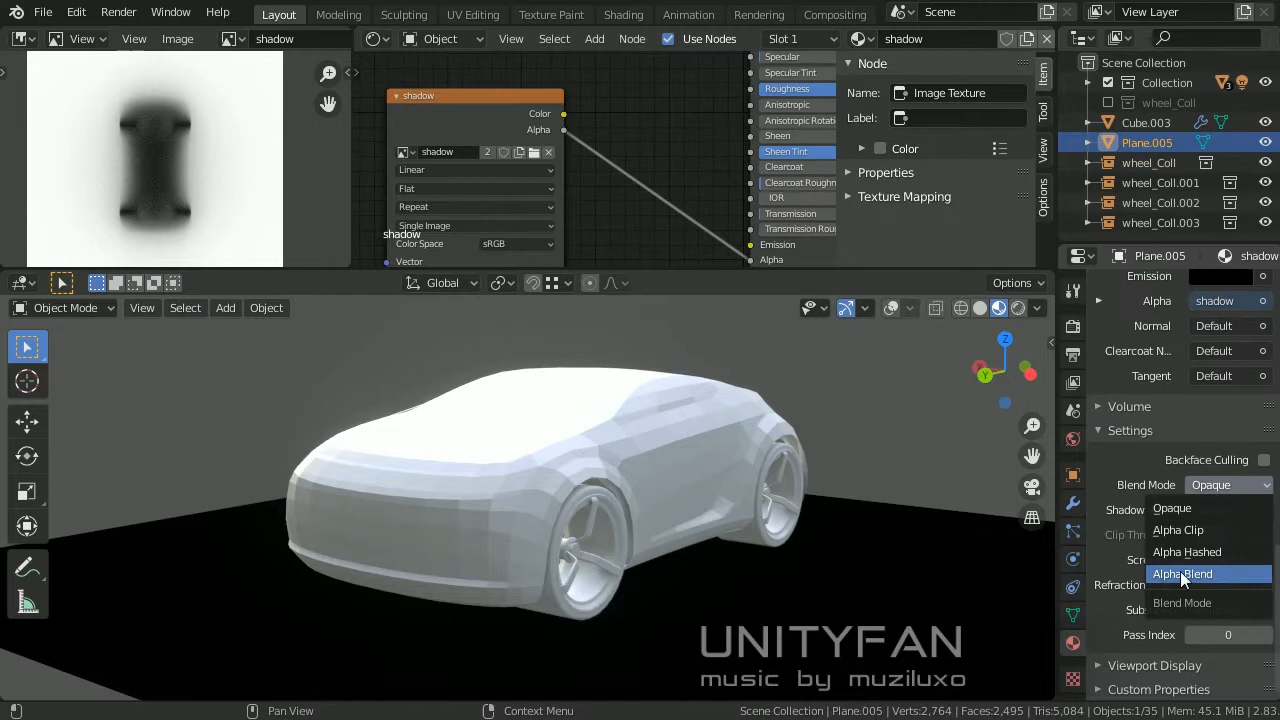 File Edit Render Window Help Layout Modeling Sculpting UV Editing Texture Paint Shading Animation Rendering Compositing Scene View Layer
View View Image shadow Object View Select Add Node Use Nodes Slot 1 shadow
Scene Collection
Collection
wheel_Coll
Cube.003
Plane.005
wheel_Coll
wheel_Coll.001
wheel_Coll.002
wheel_Coll.003
shadow
Color
Alpha
shadow 2
Linear
Flat
Repeat
Single Image
shadow
Color Space sRGB
Vector
Specular
Specular Tint
Roughness
Anisotropic
Anisotropic Rotati
Sheen
Sheen Tint
Clearcoat
Clearcoat Roughn
IOR
Transmission
Transmission Rou
Emission
Alpha
Node
Name: Image Texture
Label:
Color
Properties
Texture Mapping
Item
Tool
View
Options
Global Options
Object Mode View Select Add Object
Z
X
Y
UNITYFAN
music by muziluxo
Plane.005 shadow
Emission
Alpha shadow
Normal Default
Clearcoat N... Default
Tangent Default
Volume
Settings
Backface Culling
Blend Mode Opaque
Shadow
Opaque
Alpha Clip
Clip Thr
Alpha Hashed
Scr
Alpha Blend
Refraction
Blend Mode
Sub
Pass Index 0
Viewport Display
Custom Properties
Select Pan View Context Menu Scene Collection | Plane.005 | Verts:2,764 | Faces:2,495 | Tris:5,084 | Objects:1/35 | Mem: 45.1 MiB | 2.83